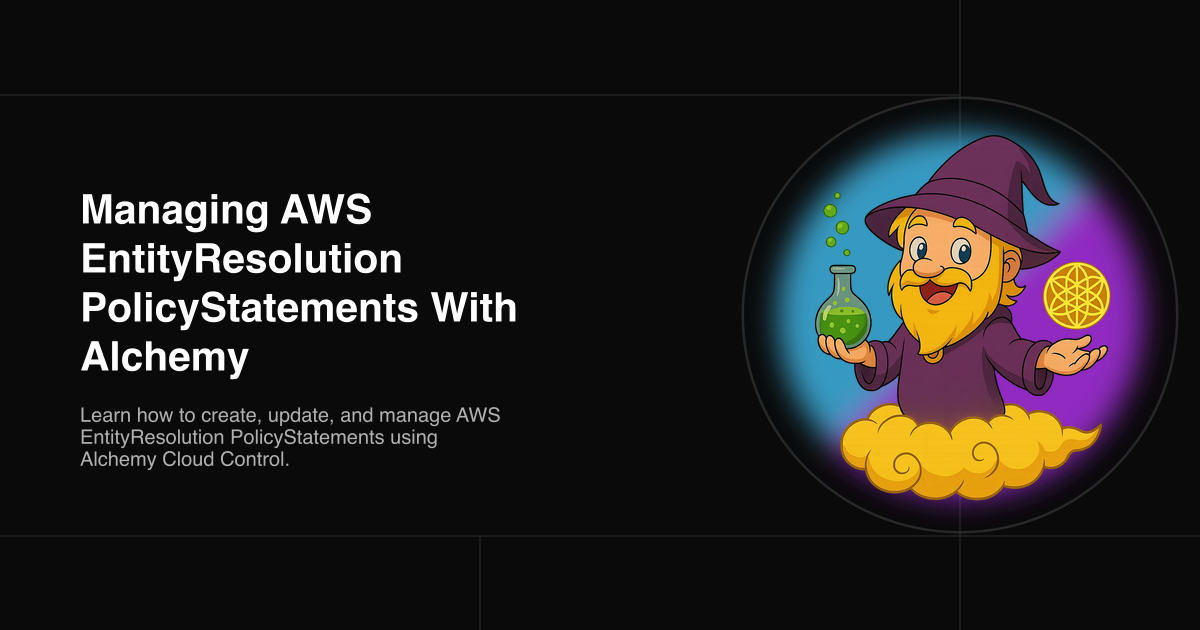 Managing AWS
EntityResolution
PolicyStatements With
Alchemy
Learn how to create, update, and manage AWS
EntityResolution PolicyStatements using
Alchemy Cloud Control.